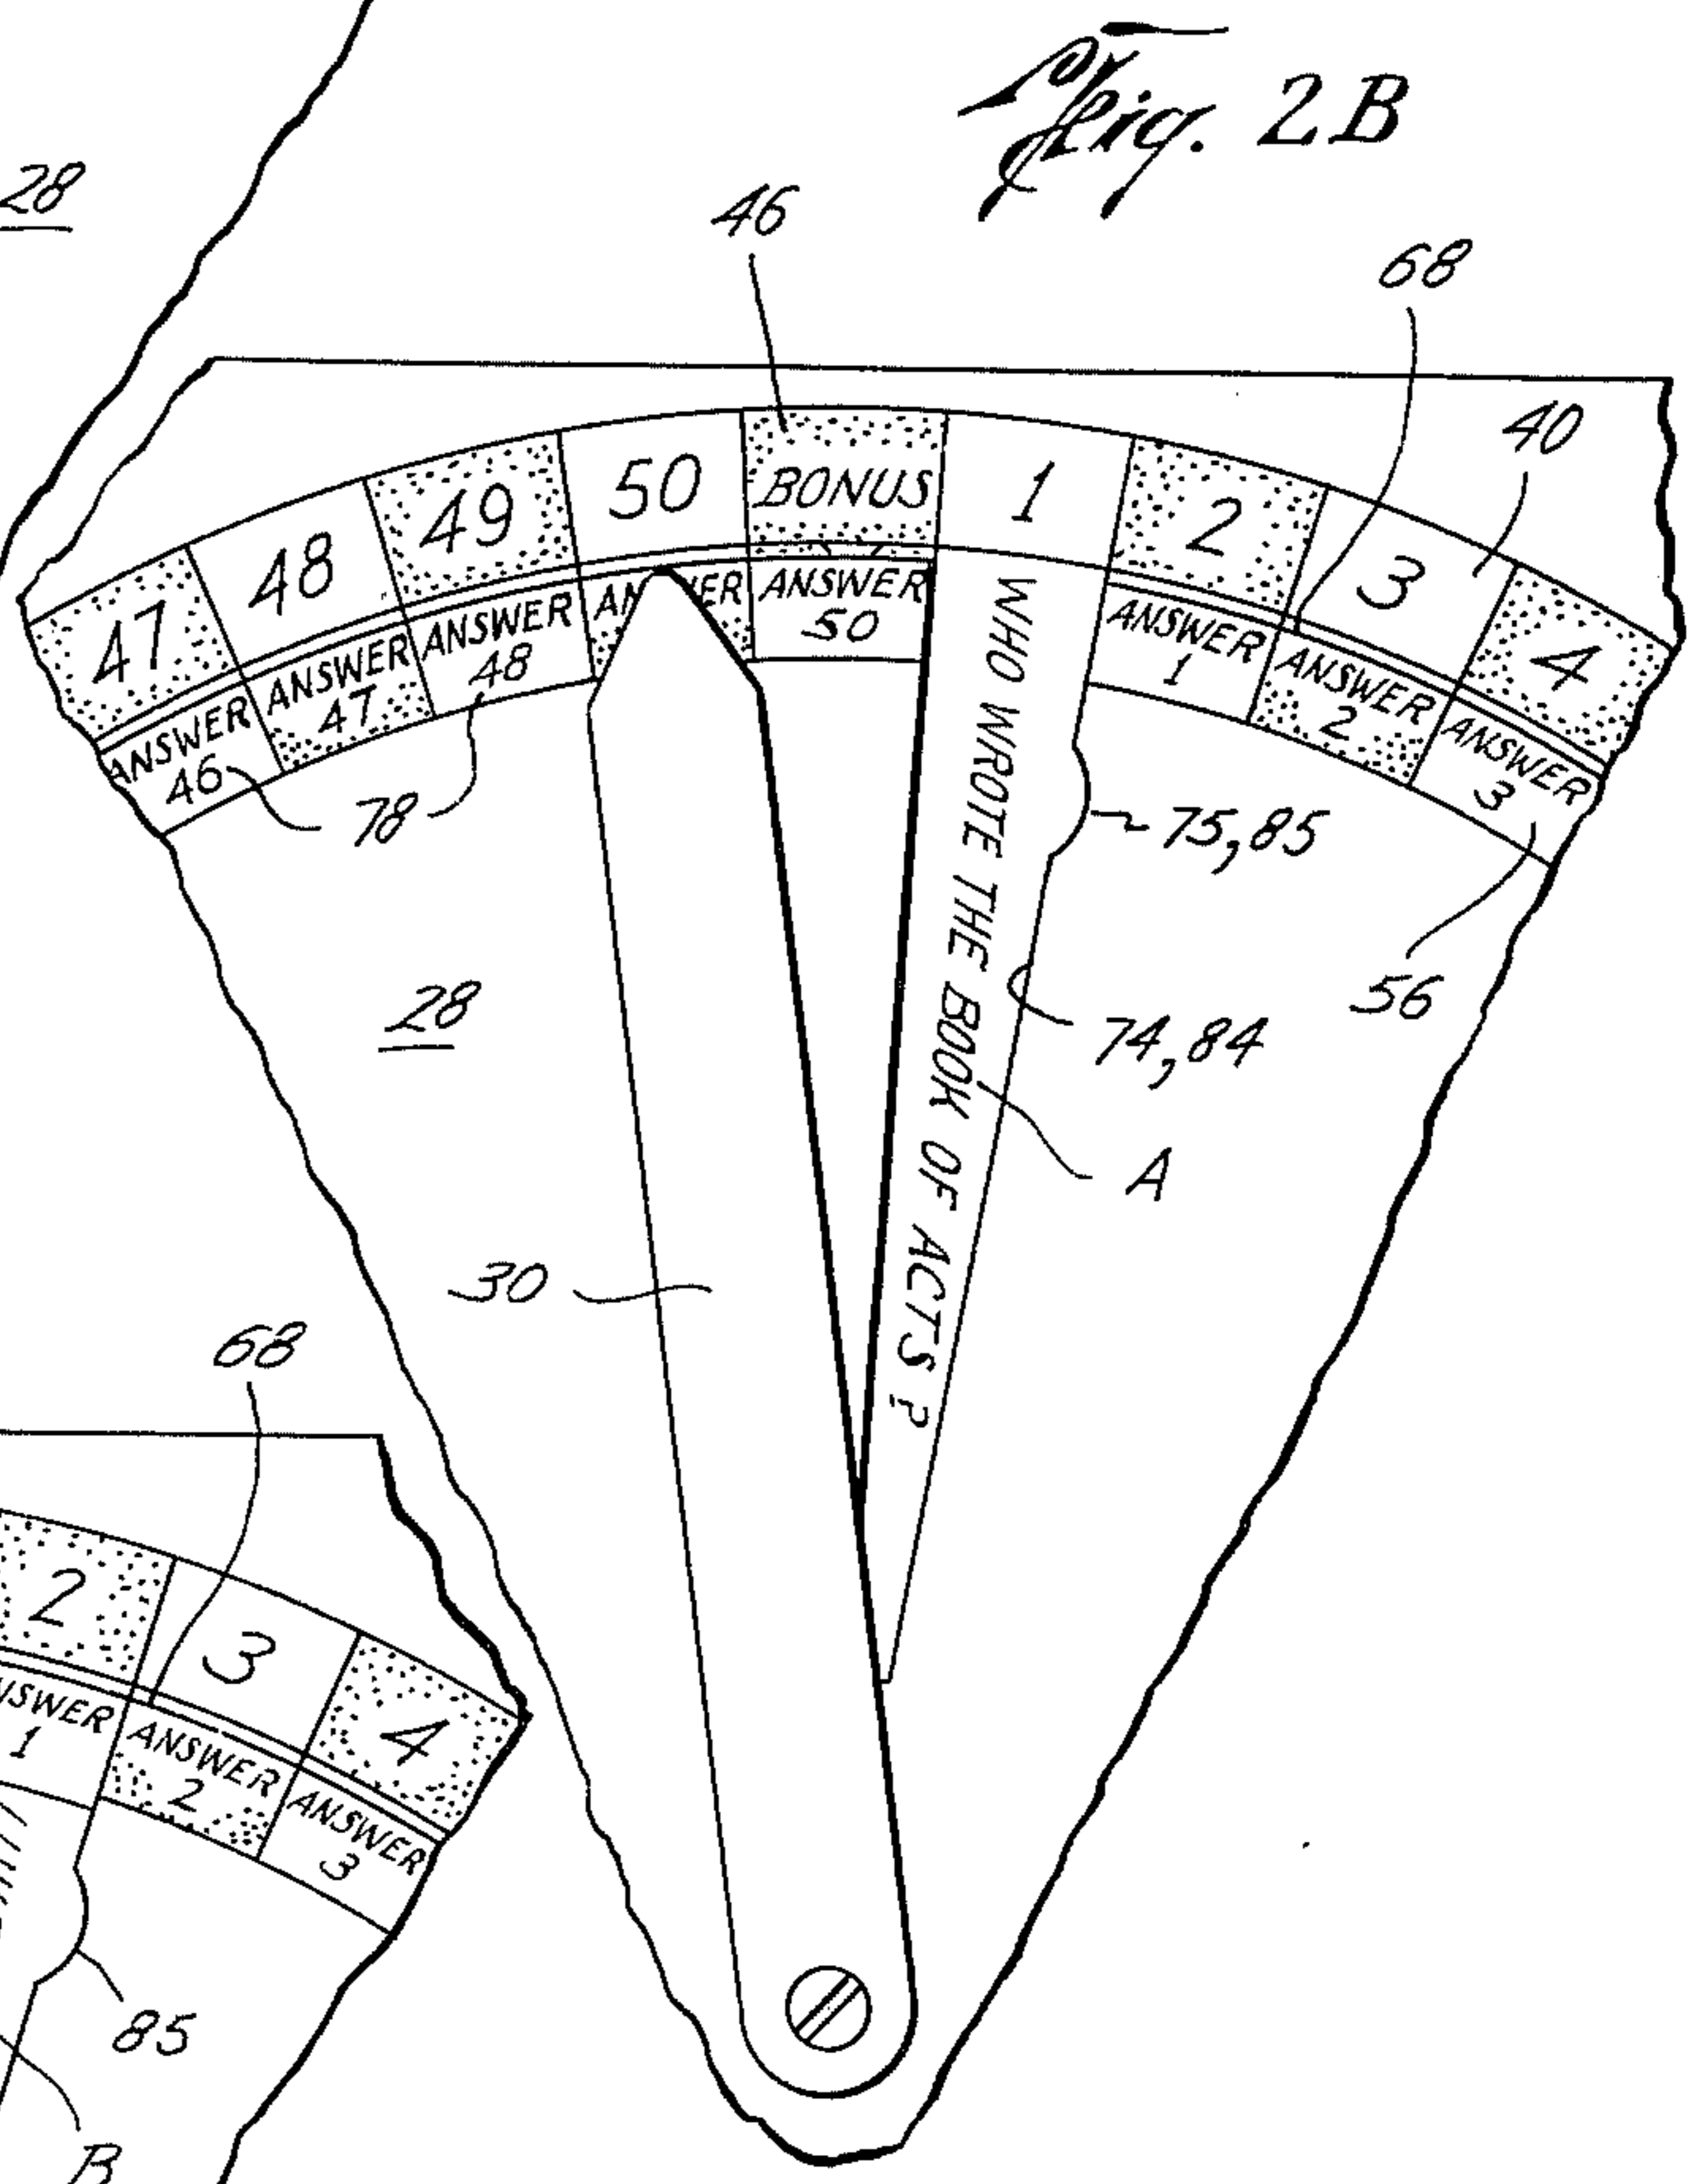 Fig. 2B
28
46
68
40
47 48 49 50 BONUS 1 2 3 4
ANSWER 46
ANSWER 47
ANSWER 48
ANSWER 50
ANSWER 1
ANSWER 2
ANSWER 3
78
WHO WROTE THE BOOK OF ACTS ?
75,85
56
28
74,84
A
30
68
2 3 4
1
ANSWER 2
ANSWER 3
85
B